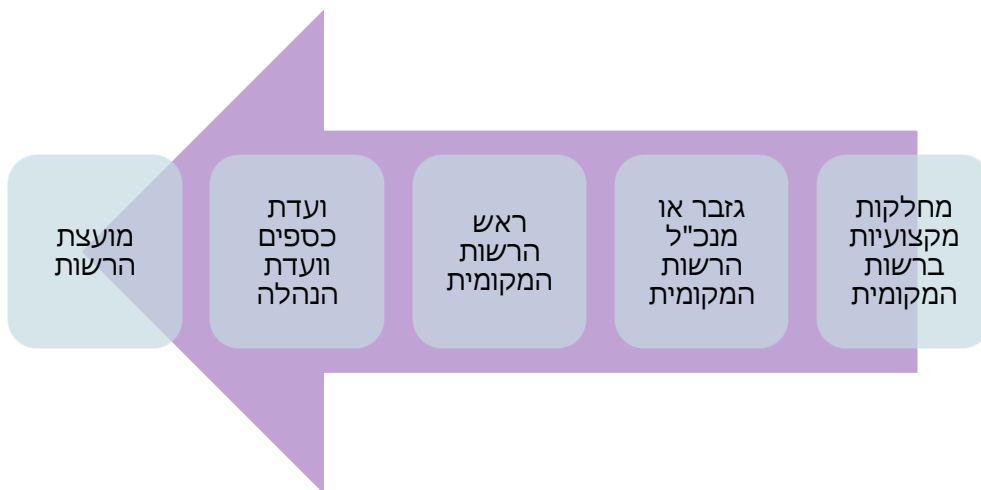 מחלקות
מקצועיות
ברשות
המקומית
גזבר או
מנכ"ל
הרשות
המקומית
ראש
הרשות
המקומית
ועדת
כספים
וועדת
הנהלה
מועצת
הרשות